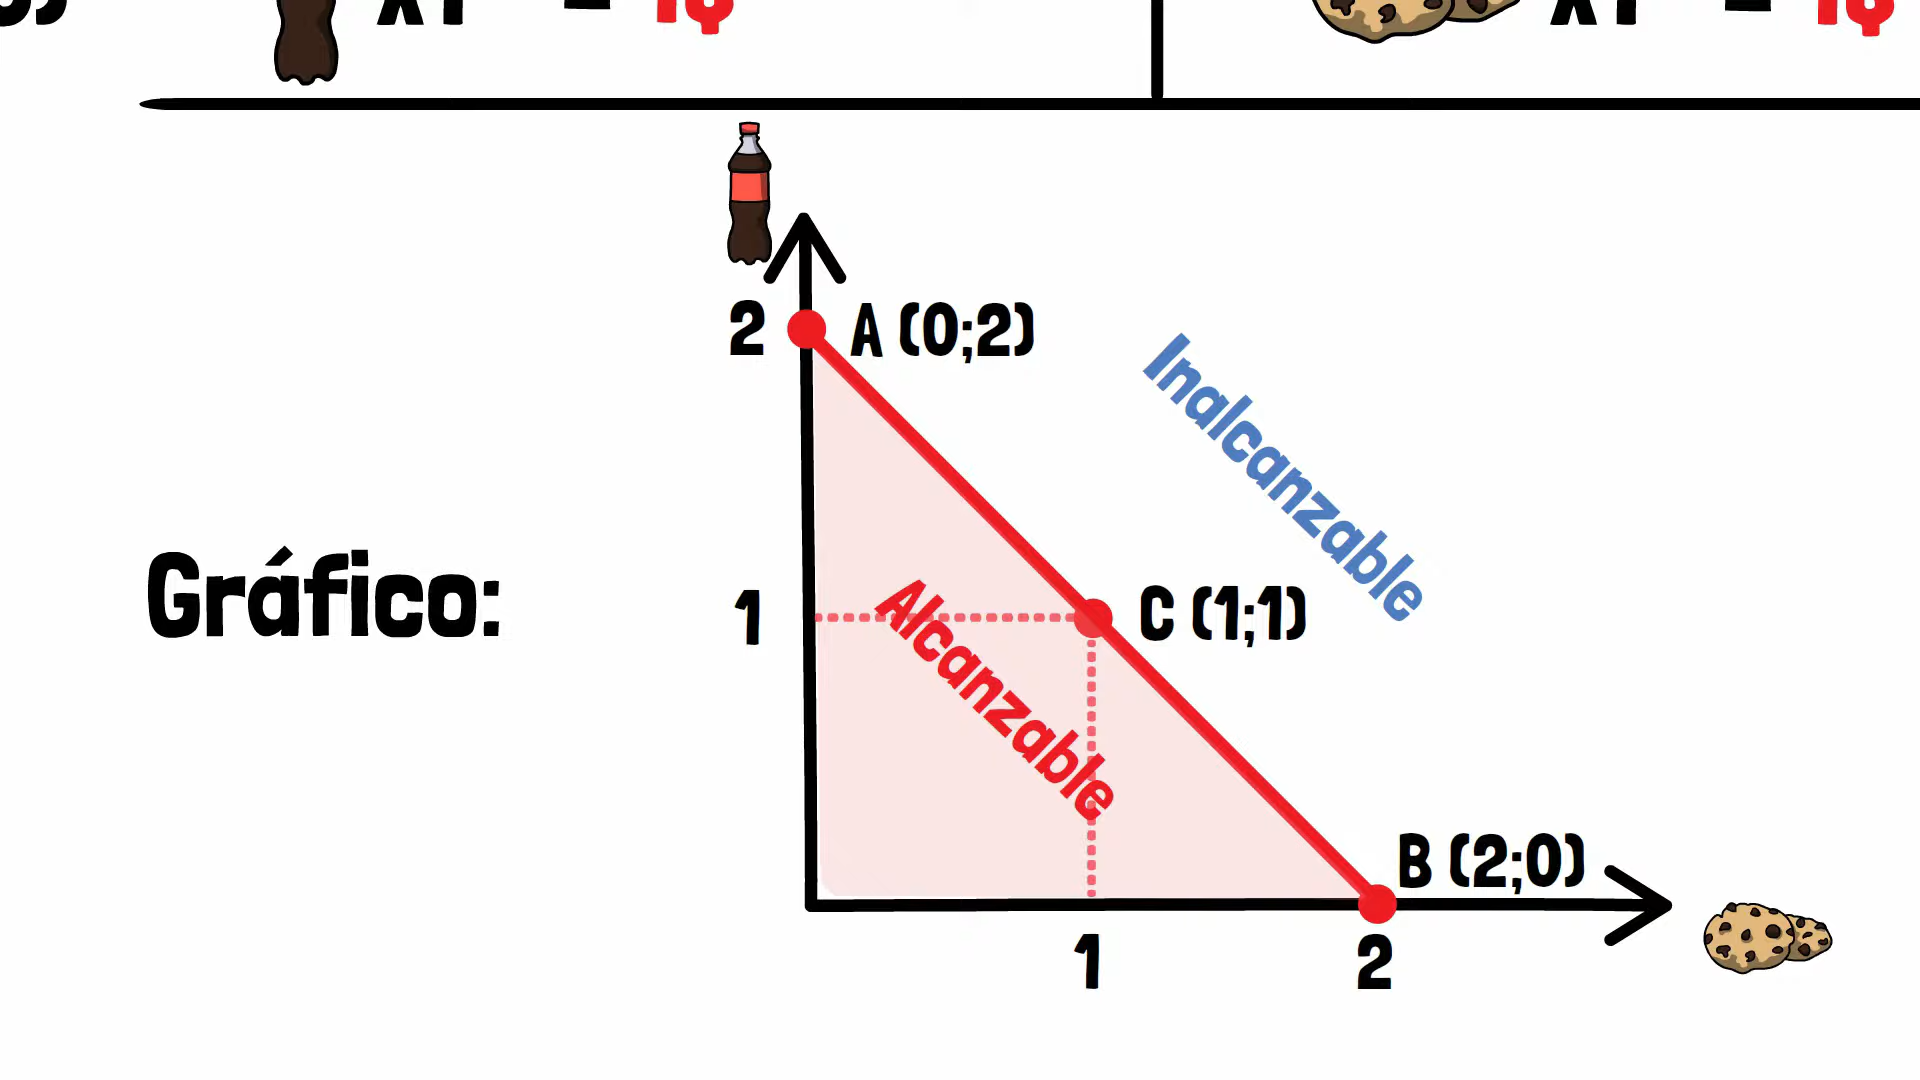 2
A (0;2)
Inalcanzable
Gráfico:
1
Alcanzable
C (1;1)
B (2;0)
1
2